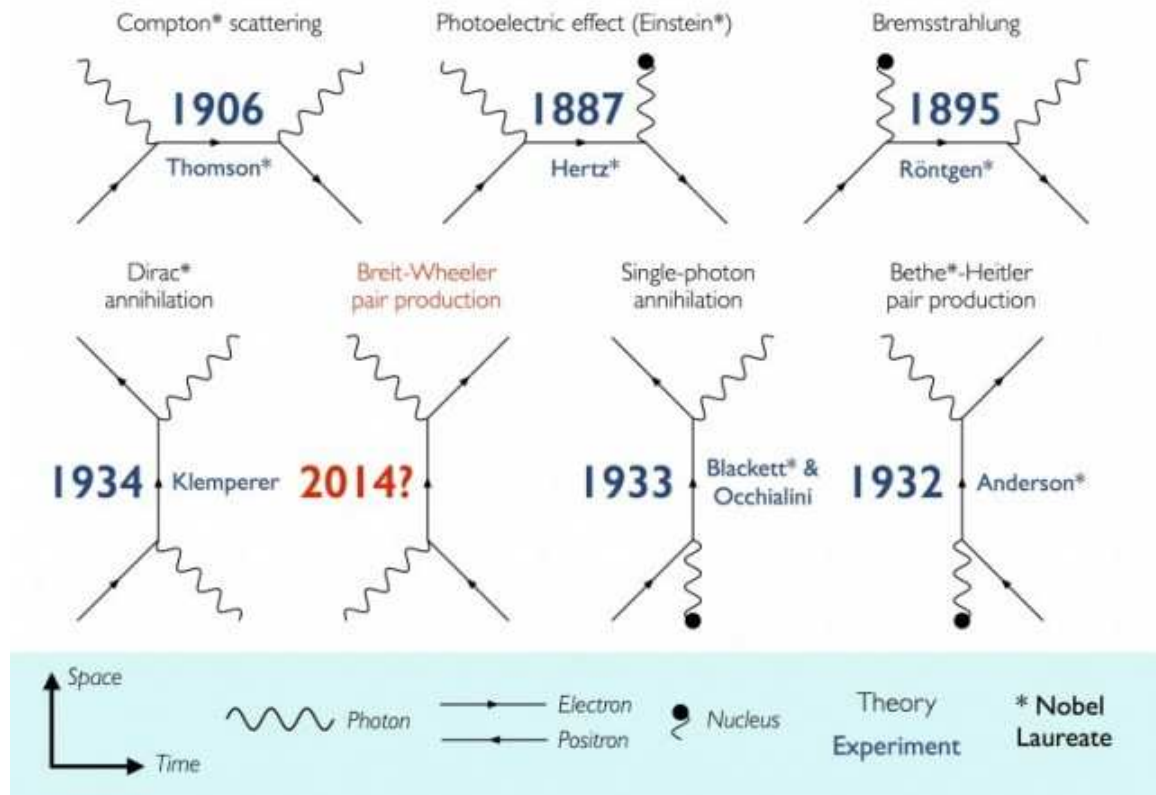 Compton* scattering
Photoelectric effect (Einstein*)
Bremsstrahlung
1906
Thomson*
1887
Hertz*
1895
Röntgen*
Dirac*
annihilation
Breit-Wheeler
pair production
Single-photon
annihilation
Bethe*-Heitler
pair production
1934
Klemperer
2014?
1933
Blackett* &
Occhialini
1932
Anderson*
Space
Time
Photon
Electron
Positron
Nucleus
Theory
Experiment
* Nobel
Laureate